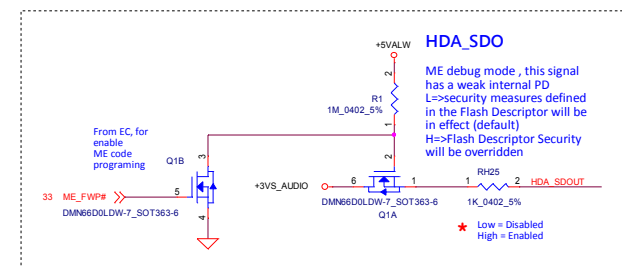 +5VALW
HDA_SDO
ME debug mode , this signal
has a weak internal PD
L=>security measures defined
in the Flash Descriptor will be
in effect (default)
H=>Flash Descriptor Security
will be overridden
2
R1
1M_0402_5%
1
From EC, for
enable
ME code
programing
Q1B
3
2
33 ME_FWP#
5
4
DMN66D0LDW-7_SOT363-6
+3VS_AUDIO
6
1
DMN66D0LDW-7_SOT363-6
Q1A
RH25
1
2
HDA_SDOUT
1K_0402_5%
* Low = Disabled
High = Enabled